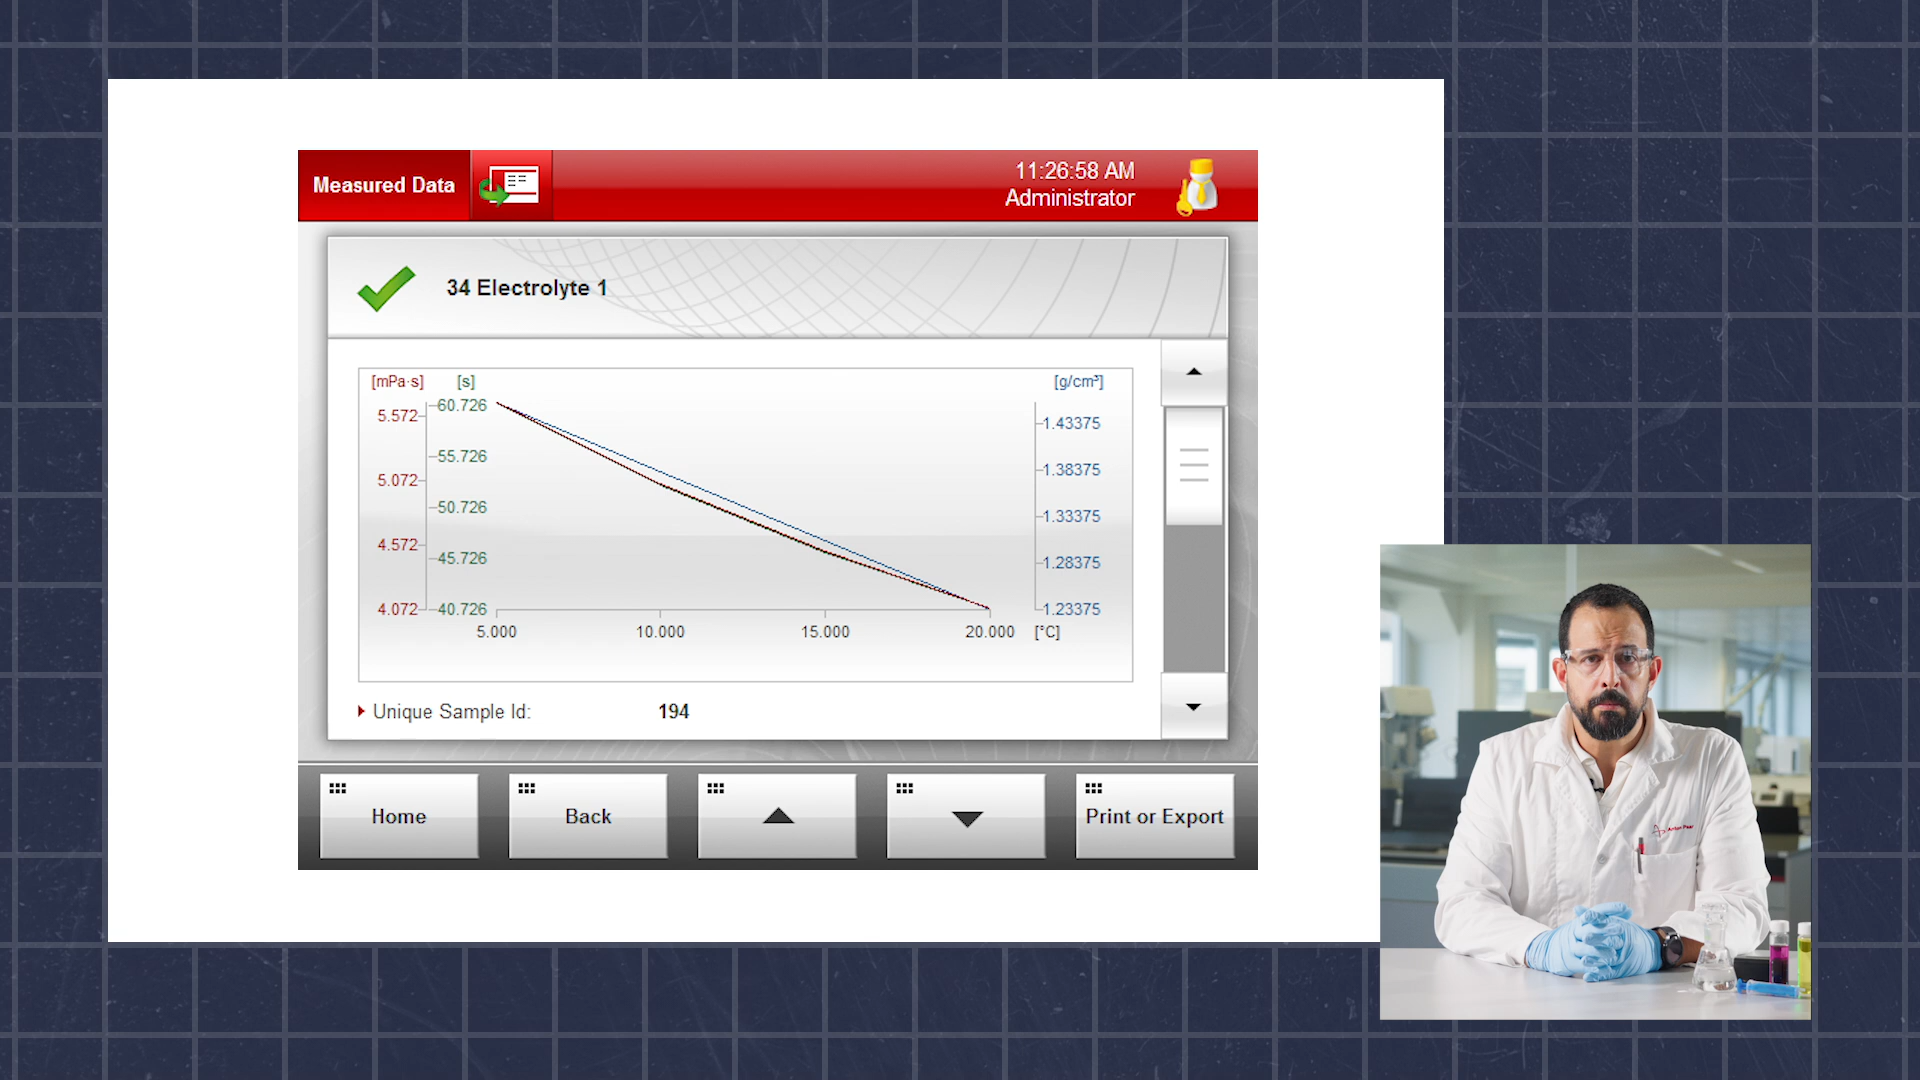 Measured Data
11:26:58 AM
Administrator
34 Electrolyte 1
[mPa·s] [s] [g/cm³]
5.572
5.072
4.572
4.072
60.726
55.726
50.726
45.726
40.726
1.43375
1.38375
1.33375
1.28375
1.23375
5.000 10.000 15.000 20.000 [°C]
Unique Sample Id: 194
Home
Back
Print or Export
Anton Paar